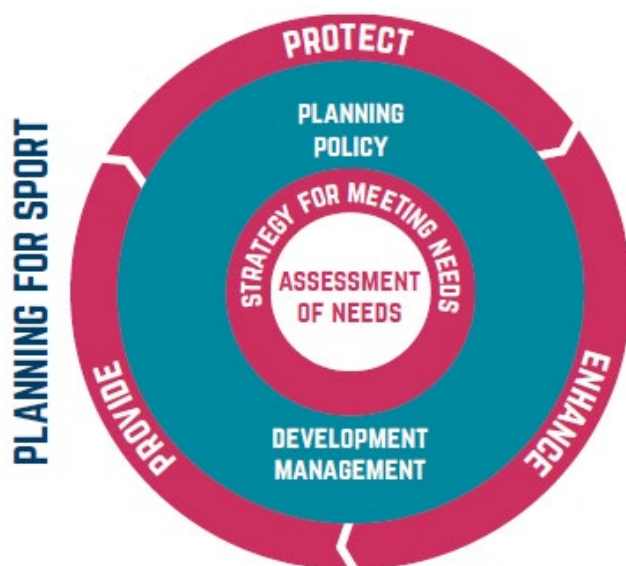 PLANNING FOR SPORT
PROTECT
PLANNING
POLICY
STRATEGY FOR MEETING NEEDS
ASSESSMENT
OF NEEDS
DEVELOPMENT
MANAGEMENT
PROVIDE
ENHANCE